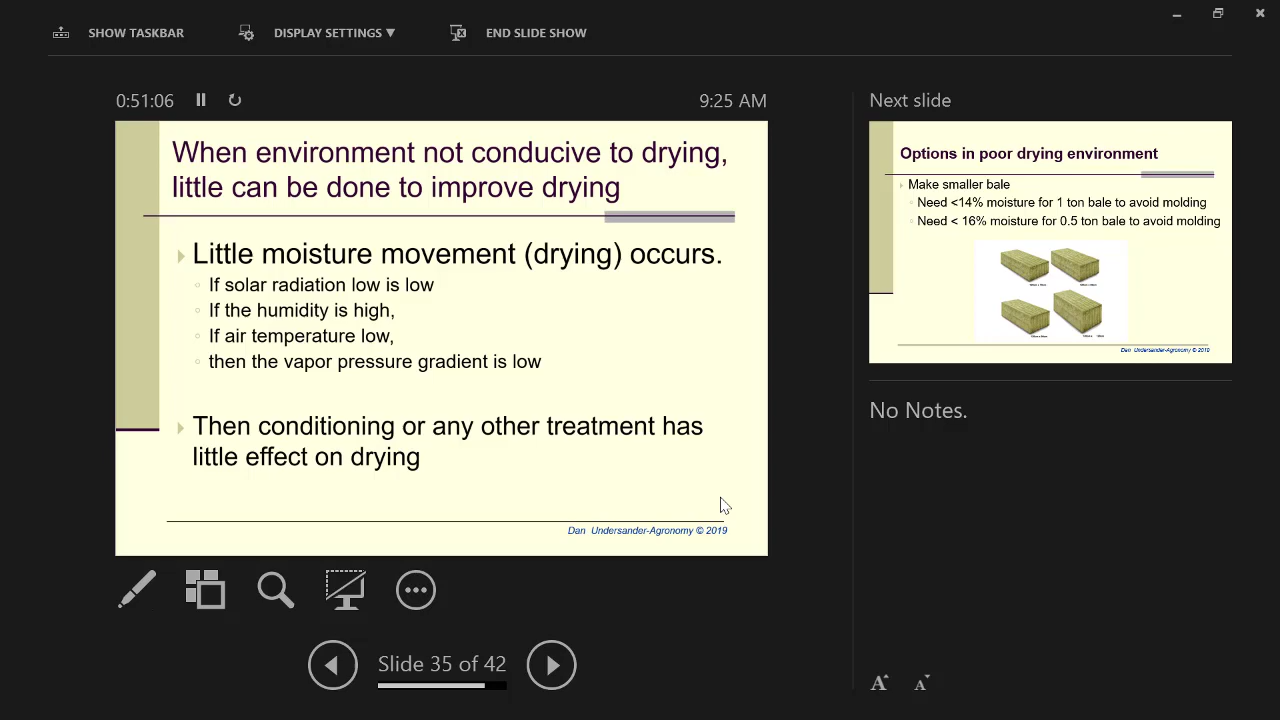 SHOW TASKBAR
DISPLAY SETTINGS ▼
END SLIDE SHOW
0:51:06
9:25 AM
When environment not conducive to drying,
little can be done to improve drying
Little moisture movement (drying) occurs.
If solar radiation low is low
If the humidity is high,
If air temperature low,
then the vapor pressure gradient is low
Then conditioning or any other treatment has
little effect on drying
Dan Undersander-Agronomy © 2019
Slide 35 of 42
Next slide
Options in poor drying environment
Make smaller bale
Need <14% moisture for 1 ton bale to avoid molding
Need < 16% moisture for 0.5 ton bale to avoid molding
Dan Undersander-Agronomy © 2019
No Notes.
A
A